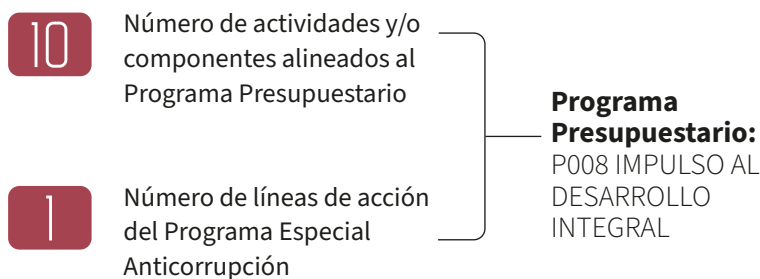 10
Número de actividades y/o
componentes alineados al
Programa Presupuestario
1
Número de líneas de acción
del Programa Especial
Anticorrupción
Programa
Presupuestario:
P008 IMPULSO AL
DESARROLLO
INTEGRAL